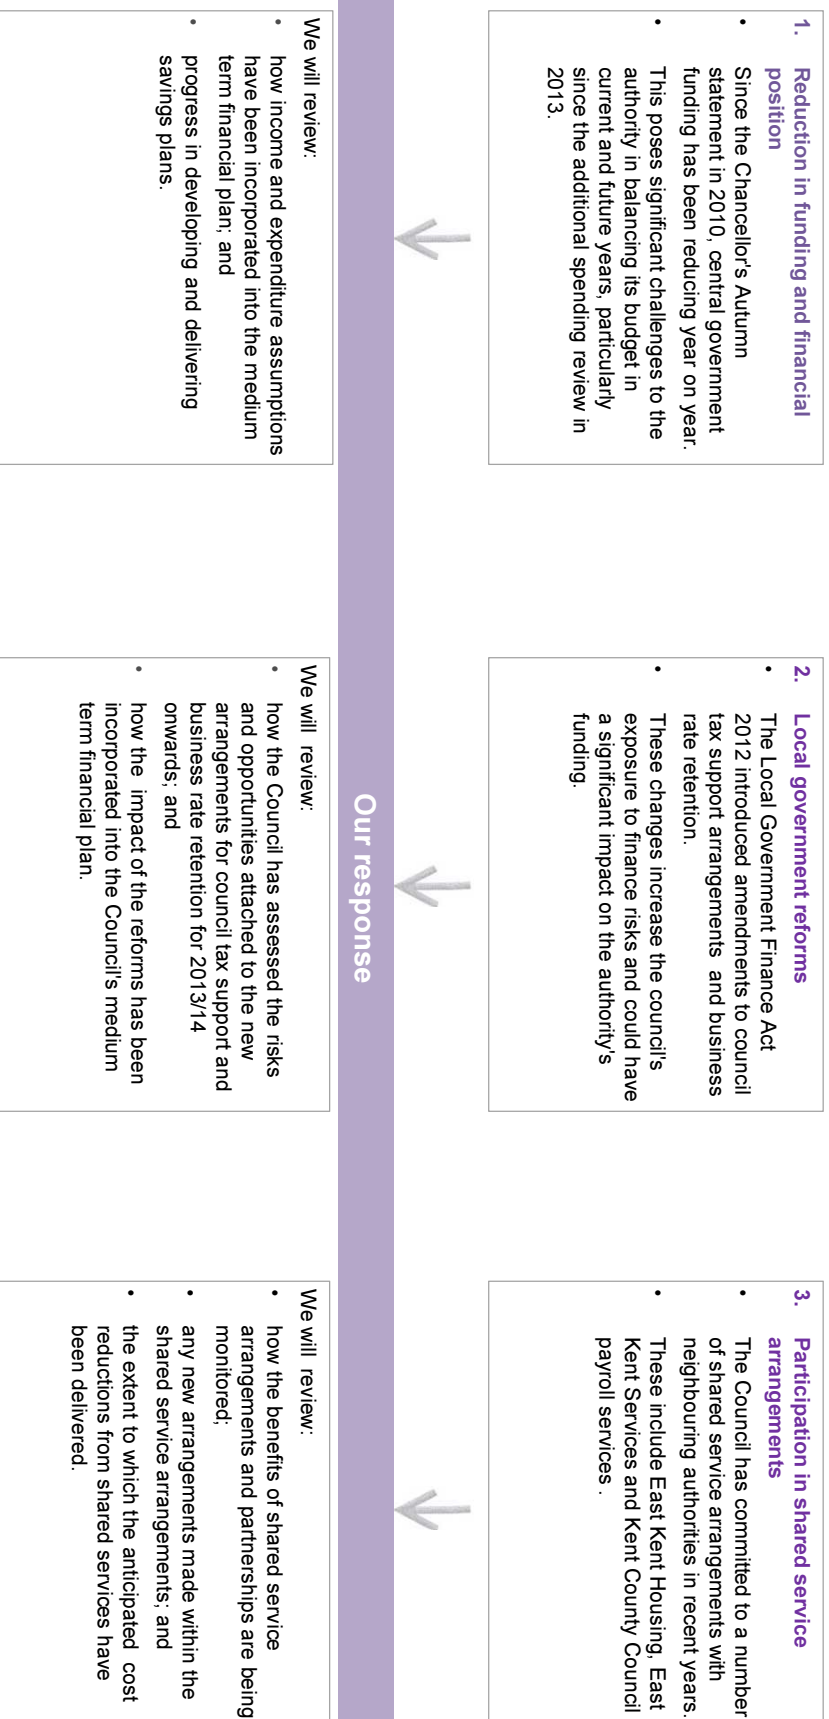 1. Reduction in funding and financial
position
• Since the Chancellor's Autumn
statement in 2010, central government
funding has been reducing year on year.
• This poses significant challenges to the
authority in balancing its budget in
current and future years, particularly
since the additional spending review in
2013.
2. Local government reforms
• The Local Government Finance Act
2012 introduced amendments to council
tax support arrangements and business
rate retention.
• These changes increase the council's
exposure to finance risks and could have
a significant impact on the authority's
funding.
3. Participation in shared service
arrangements
• The Council has committed to a number
of shared service arrangements with
neighbouring authorities in recent years.
• These include East Kent Housing, East
Kent Services and Kent County Council
payroll services .
Our response
We will review:
• how income and expenditure assumptions
have been incorporated into the medium
term financial plan; and
• progress in developing and delivering
savings plans.
We will review:
• how the Council has assessed the risks
and opportunities attached to the new
arrangements for council tax support and
business rate retention for 2013/14
onwards; and
• how the impact of the reforms has been
incorporated into the Council's medium
term financial plan.
We will review:
• how the benefits of shared service
arrangements and partnerships are being
monitored;
• any new arrangements made within the
shared service arrangements; and
• the extent to which the anticipated cost
reductions from shared services have
been delivered.